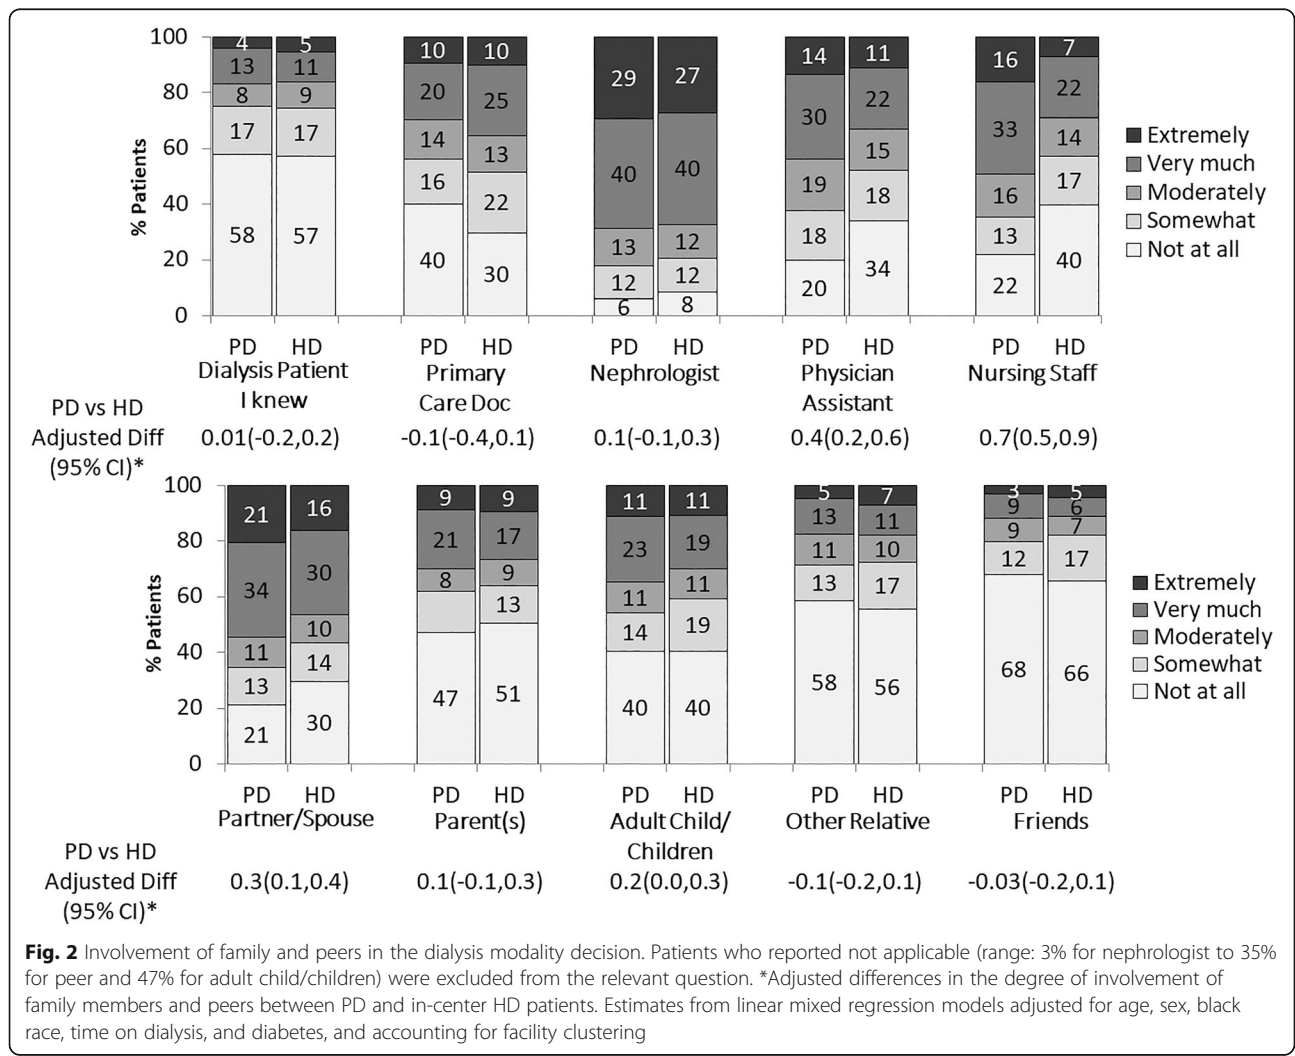 100 4 5 10 10 29 27 14 11 16 7
80 13 11 20 25 40 40 30 22 33 22
8 9 14 13 13 12 19 15 16 14
60 17 17 16 22 12 12 18 18 13 17
40 58 57 40 30 6 8 20 34 22 40
20
0
% Patients
Extremely
Very much
Moderately
Somewhat
Not at all
PD HD PD HD PD HD PD HD PD HD
Dialysis Patient Primary Nephrologist Physician Nursing Staff
I knew Care Doc Assistant
PD vs HD
Adjusted Diff 0.01(-0.2,0.2) -0.1(-0.4,0.1) 0.1(-0.1,0.3) 0.4(0.2,0.6) 0.7(0.5,0.9)
(95% CI)*
100 21 16 9 9 11 11 5 7 3 5
80 34 30 21 17 23 19 13 11 9 6
11 10 8 9 11 11 11 10 9 7
60 13 14 13 14 19 13 17 12 17
40 21 30 47 51 40 40 58 56 68 66
20
0
% Patients
Extremely
Very much
Moderately
Somewhat
Not at all
PD HD PD HD PD HD PD HD PD HD
Partner/Spouse Parent(s) Adult Child/ Other Relative Friends
Children
PD vs HD
Adjusted Diff 0.3(0.1,0.4) 0.1(-0.1,0.3) 0.2(0.0,0.3) -0.1(-0.2,0.1) -0.03(-0.2,0.1)
(95% CI)*
Fig. 2 Involvement of family and peers in the dialysis modality decision. Patients who reported not applicable (range: 3% for nephrologist to 35%
for peer and 47% for adult child/children) were excluded from the relevant question. *Adjusted differences in the degree of involvement of
family members and peers between PD and in-center HD patients. Estimates from linear mixed regression models adjusted for age, sex, black
race, time on dialysis, and diabetes, and accounting for facility clustering